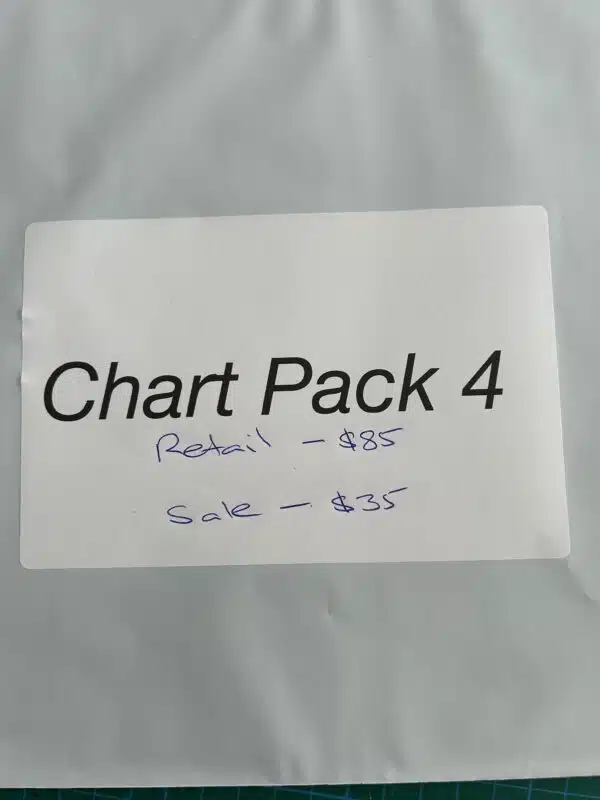 Chart Pack 4
Retail - $85
Sale - $35